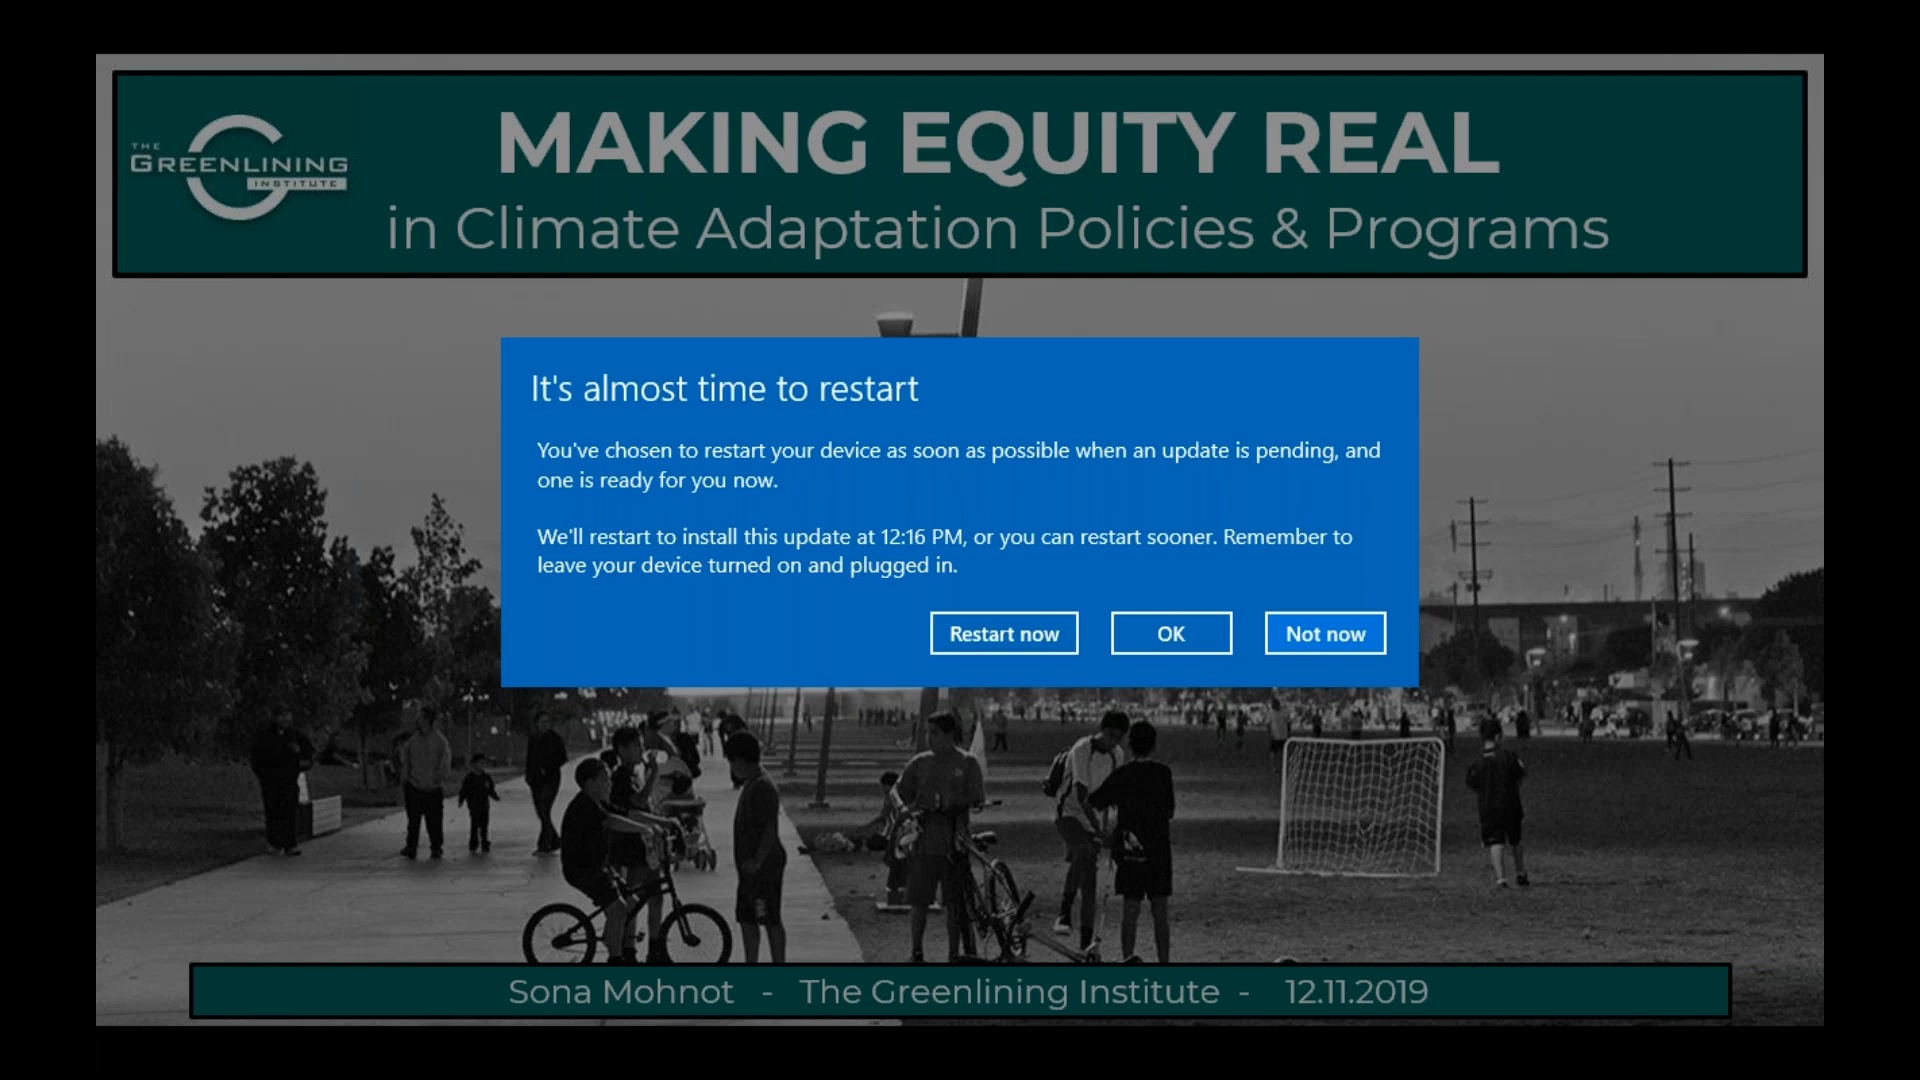 THE
GREENLINING
INSTITUTE
MAKING EQUITY REAL
in Climate Adaptation Policies & Programs
It's almost time to restart
You've chosen to restart your device as soon as possible when an update is pending, and
one is ready for you now.
We'll restart to install this update at 12:16 PM, or you can restart sooner. Remember to
leave your device turned on and plugged in.
Restart now OK Not now
Sona Mohnot - The Greenlining Institute - 12.11.2019